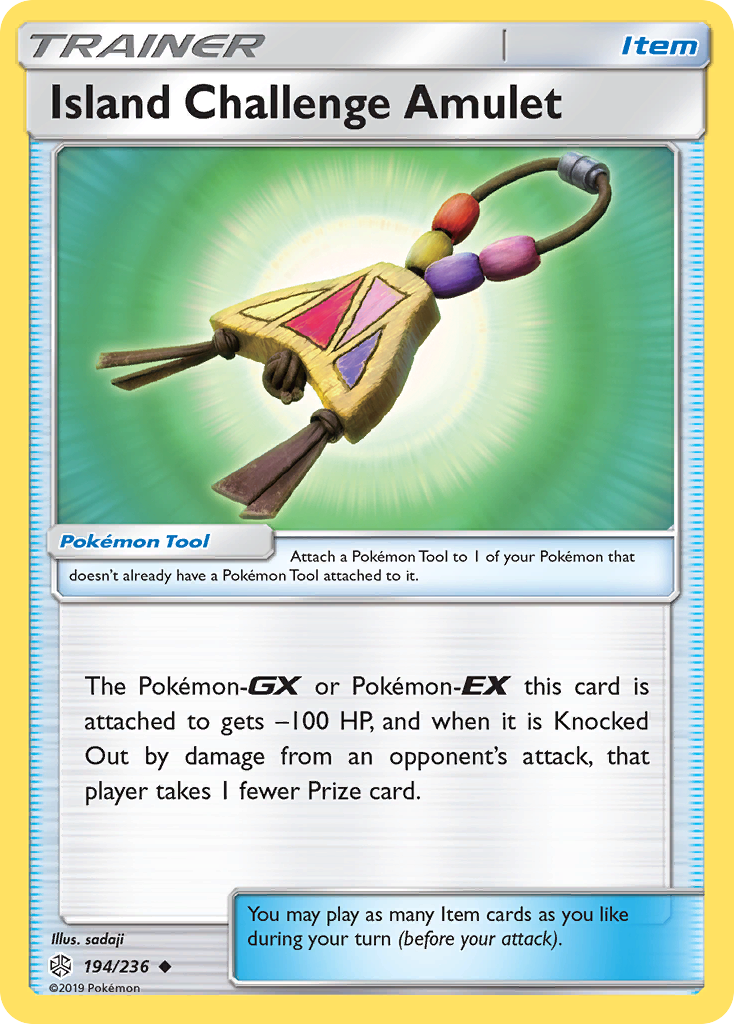 TRAINER
Item
Island Challenge Amulet
Pokémon Tool
Attach a Pokémon Tool to 1 of your Pokémon that
doesn't already have a Pokémon Tool attached to it.
The Pokémon-GX or Pokémon-EX this card is
attached to gets –100 HP, and when it is Knocked
Out by damage from an opponent's attack, that
player takes 1 fewer Prize card.
You may play as many Item cards as you like
during your turn (before your attack).
Illus. sadaji
194/236
©2019 Pokémon